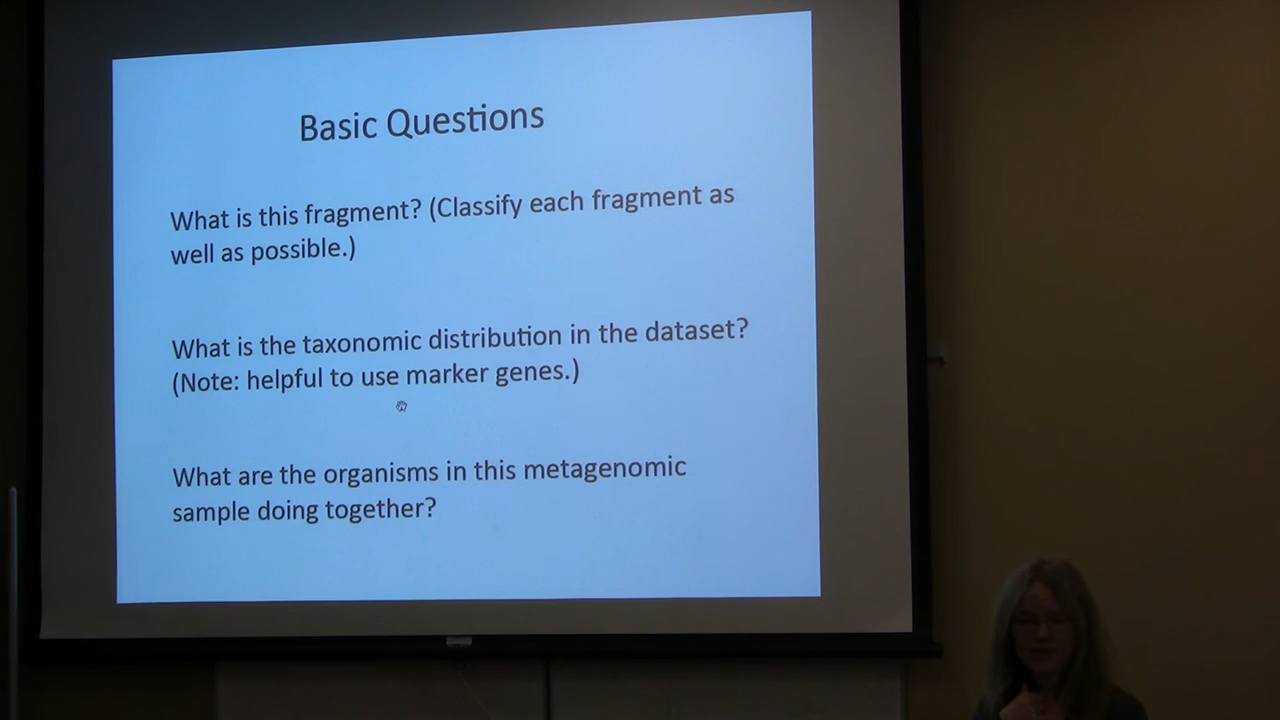 Basic Questions
What is this fragment? (Classify each fragment as
well as possible.)
What is the taxonomic distribution in the dataset?
(Note: helpful to use marker genes.)
What are the organisms in this metagenomic
sample doing together?